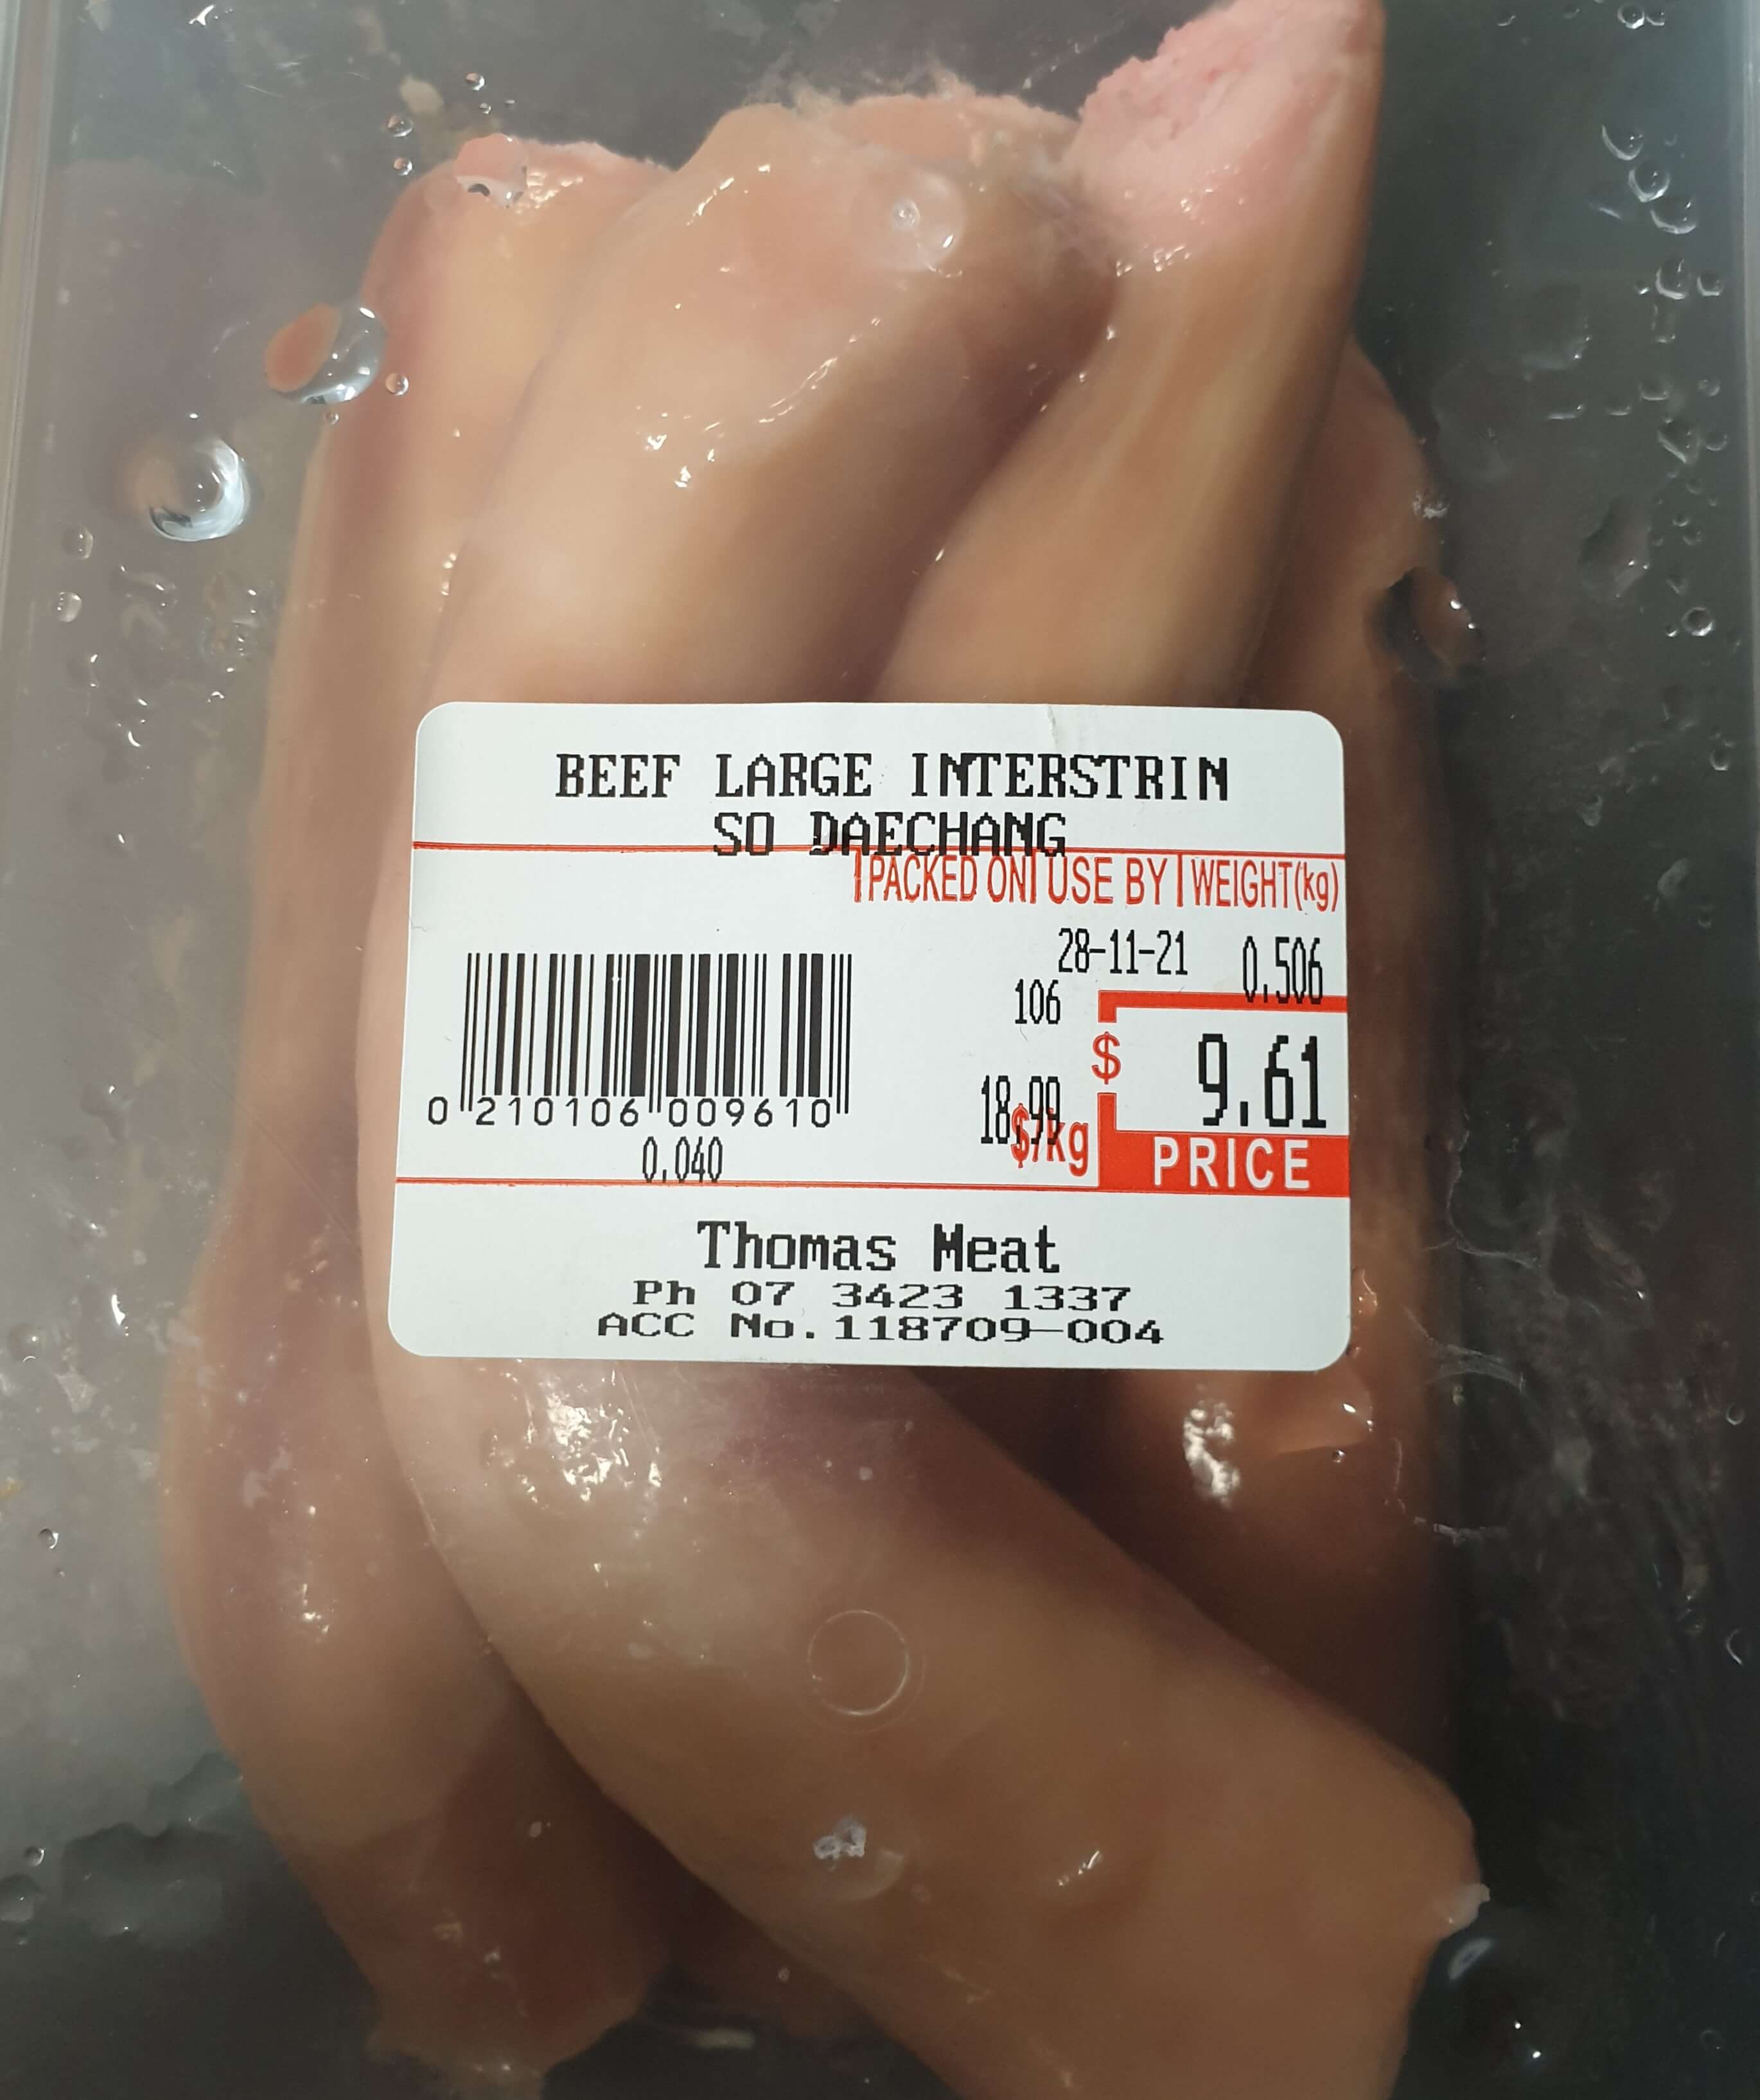 BEEF LARGE INTERSTRIN
SO DAECHANG
PACKED ON USE BY WEIGHT(kg)
28-11-21 0.506
106
$ 9.61
18.99
$/kg
PRICE
0 210106 009610
0.040
Thomas Meat
Ph 07 3423 1337
ACC No.118709-004